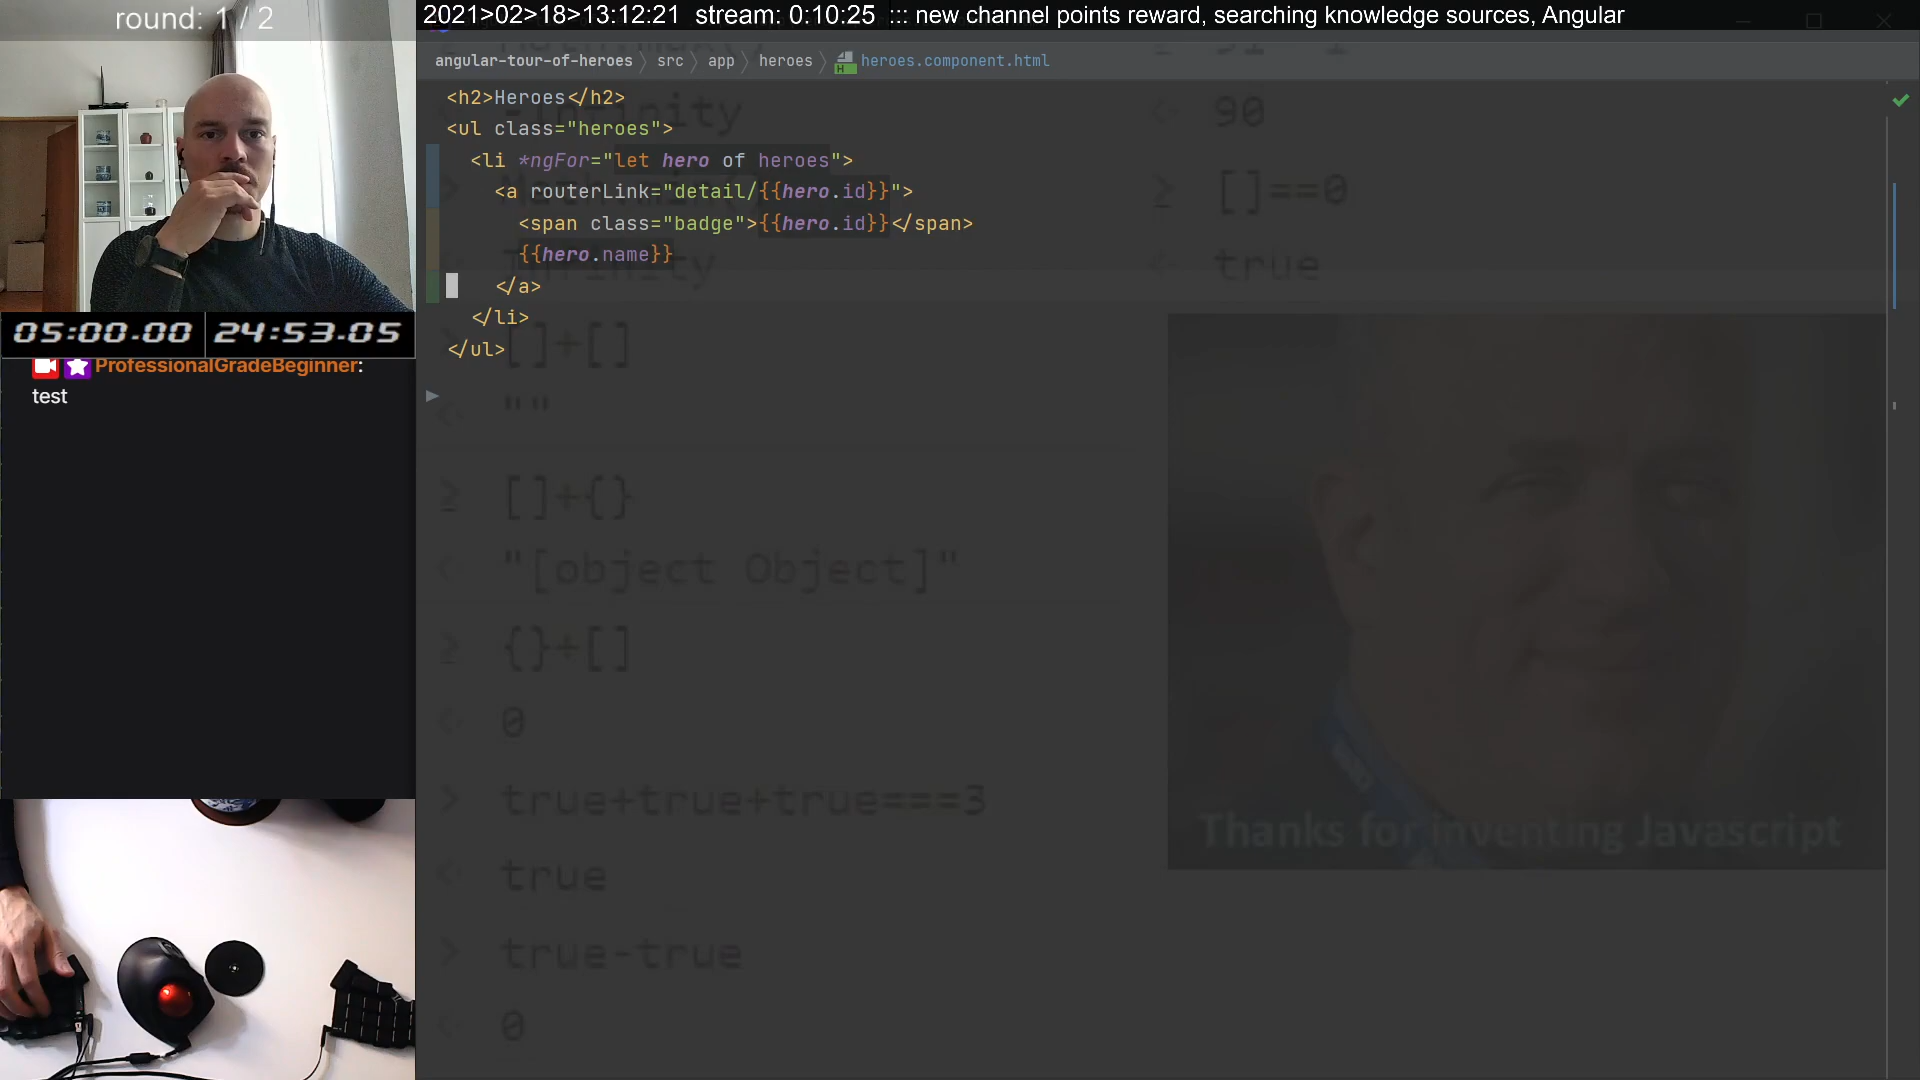 round: 1 / 2
2021>02>18>13:12:21 stream: 0:10:25 ::: new channel points reward, searching knowledge sources, Angular
angular-tour-of-heroes src app heroes heroes.component.html
<h2>Heroes</h2>
<ul class="heroes">
<li *ngFor="let hero of heroes">
<a routerLink="detail/{{hero.id}}">
<span class="badge">{{hero.id}}</span>
{{hero.name}}
</a>
</li>
</ul>
05:00.00 24:53.05
ProfessionalGradeBeginner:
test
90
[]==0
true
[]+[]
""
[]+{}
"[object Object]"
{}+[]
0
true+true+true===3
true
true-true
0
Thanks for inventing Javascript